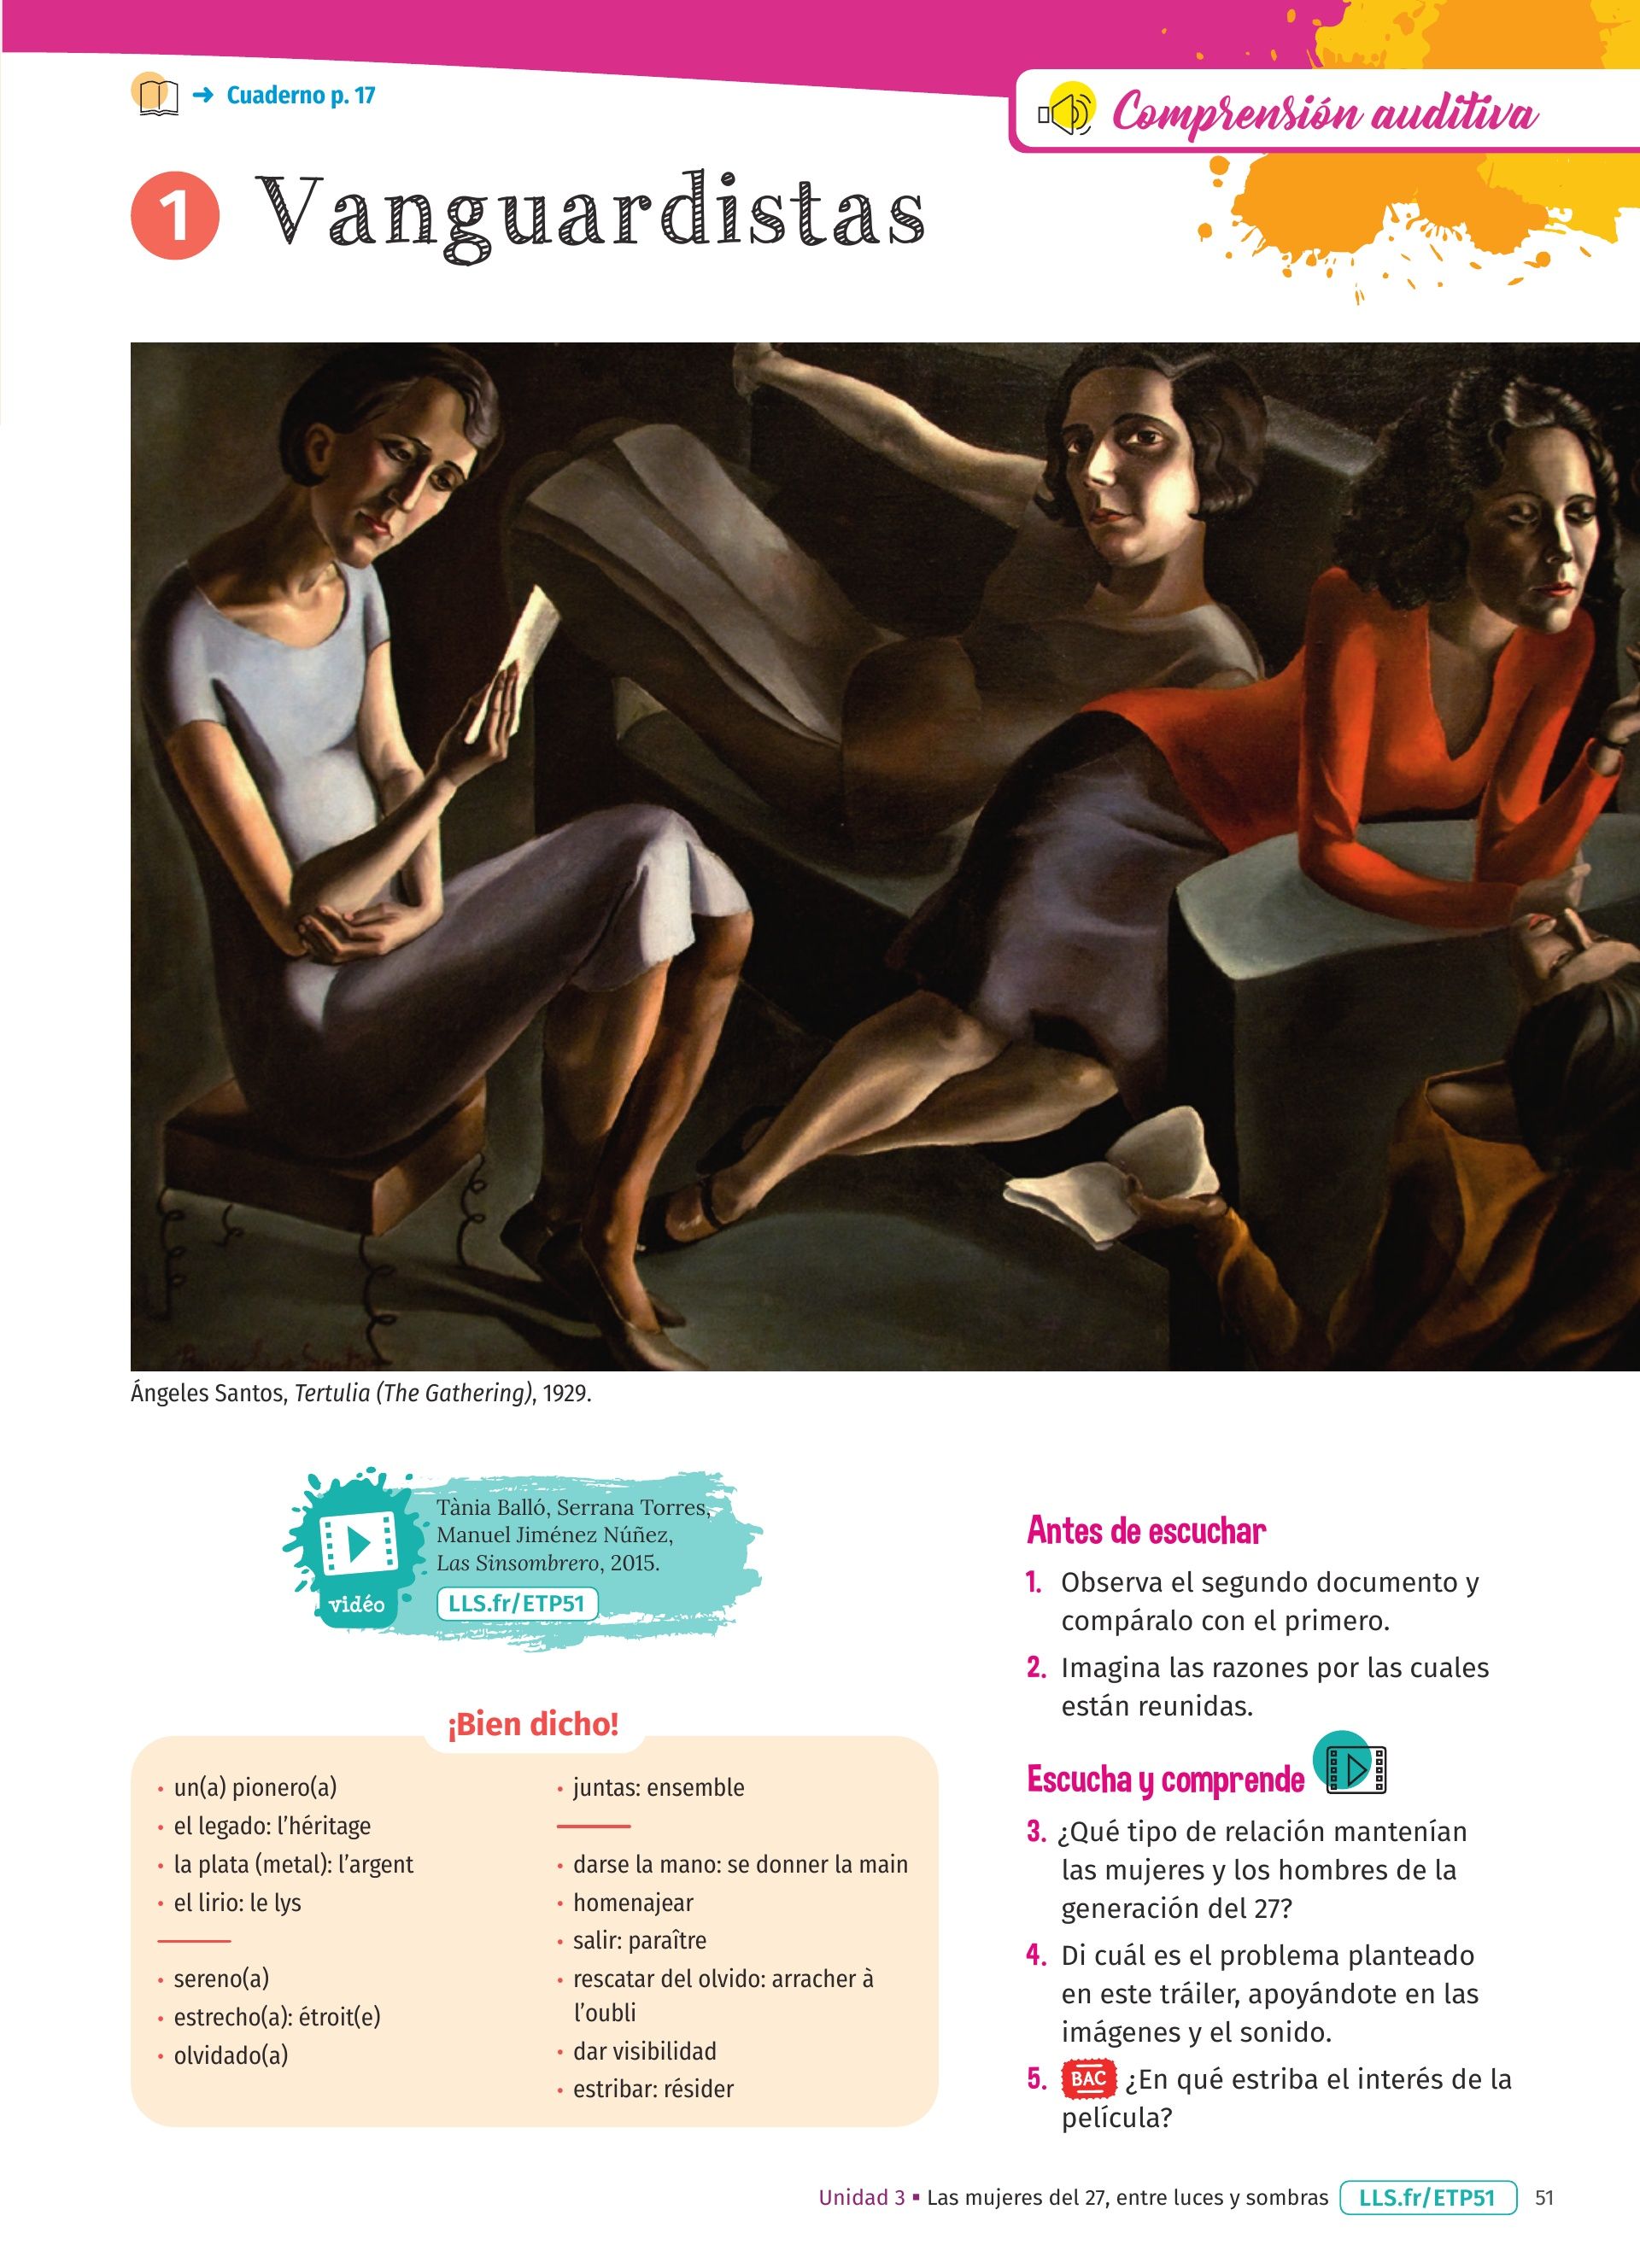 ➜ Cuaderno p. 17
Comprensión auditiva
1 Vanguardistas
Ángeles Santos, Tertulia (The Gathering), 1929.
vidéo
Tània Balló, Serrana Torres,
Manuel Jiménez Núñez,
Las Sinsombrero, 2015.
LLS.fr/ETP51
¡Bien dicho!
• un(a) pionero(a)
• el legado: l’héritage
• la plata (metal): l’argent
• el lirio: le lys
• sereno(a)
• estrecho(a): étroit(e)
• olvidado(a)
• juntas: ensemble
• darse la mano: se donner la main
• homenajear
• salir: paraître
• rescatar del olvido: arracher à
l’oubli
• dar visibilidad
• estribar: résider
Antes de escuchar
1. Observa el segundo documento y
compáralo con el primero.
2. Imagina las razones por las cuales
están reunidas.
Escucha y comprende
3. ¿Qué tipo de relación mantenían
las mujeres y los hombres de la
generación del 27?
4. Di cuál es el problema planteado
en este tráiler, apoyándote en las
imágenes y el sonido.
5. BAC ¿En qué estriba el interés de la
película?
Unidad 3 ▪ Las mujeres del 27, entre luces y sombras LLS.fr/ETP51 51